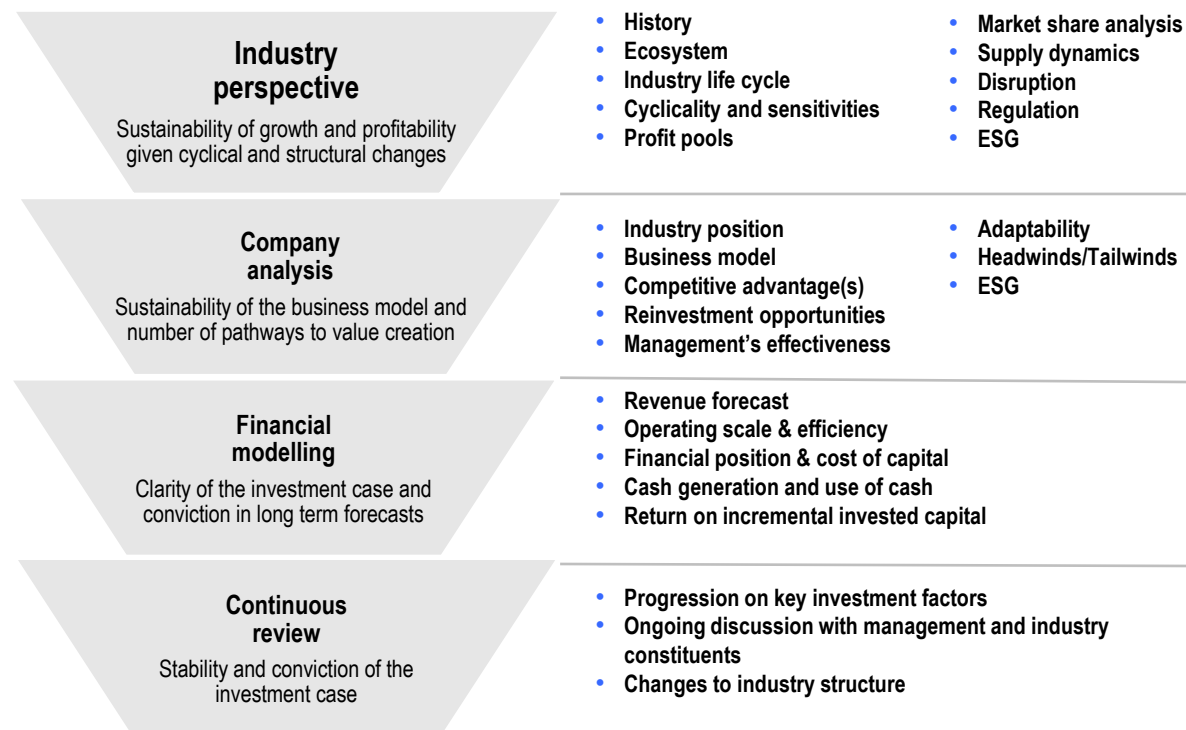 Industry
perspective
Sustainability of growth and profitability
given cyclical and structural changes
• History
• Ecosystem
• Industry life cycle
• Cyclicality and sensitivities
• Profit pools
• Market share analysis
• Supply dynamics
• Disruption
• Regulation
• ESG
Company
analysis
Sustainability of the business model and
number of pathways to value creation
• Industry position
• Business model
• Competitive advantage(s)
• Reinvestment opportunities
• Management’s effectiveness
• Adaptability
• Headwinds/Tailwinds
• ESG
Financial
modelling
Clarity of the investment case and
conviction in long term forecasts
• Revenue forecast
• Operating scale & efficiency
• Financial position & cost of capital
• Cash generation and use of cash
• Return on incremental invested capital
Continuous
review
Stability and conviction of the
investment case
• Progression on key investment factors
• Ongoing discussion with management and industry
constituents
• Changes to industry structure